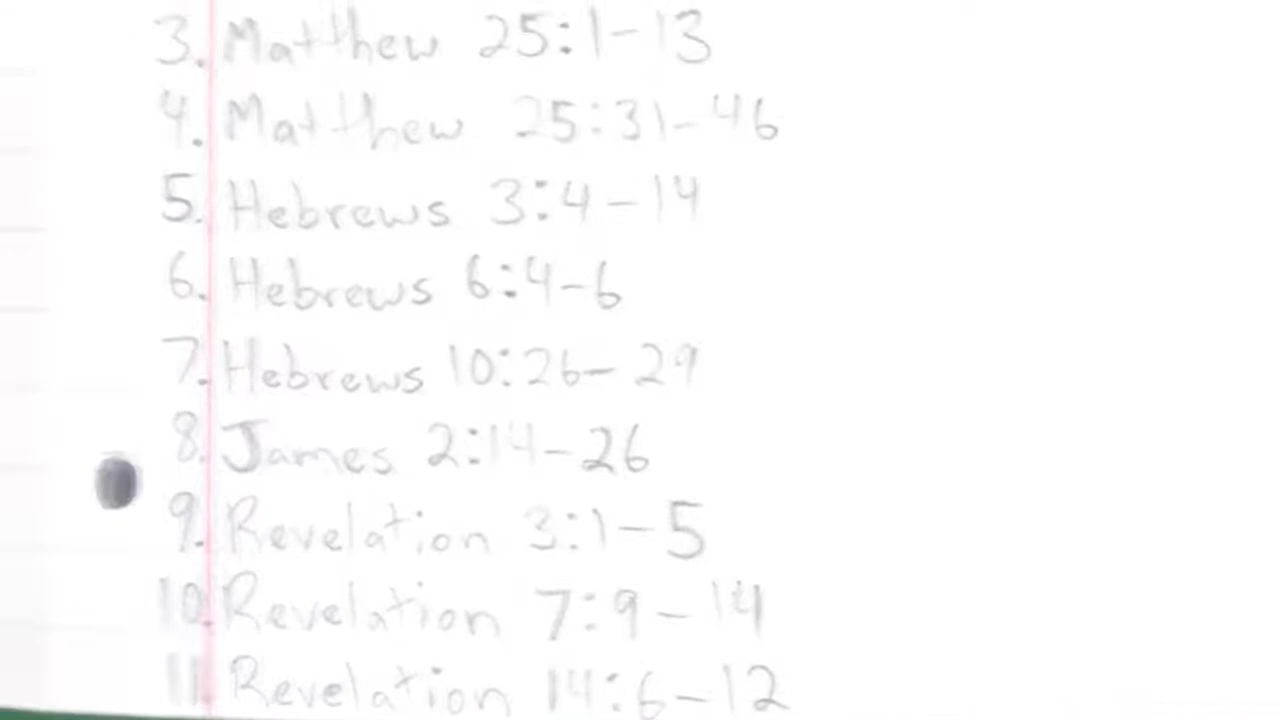 3. Matthew 25:1-13
4. Matthew 25:31-46
5. Hebrews 3:4-14
6. Hebrews 6:4-6
7. Hebrews 10:26-29
8. James 2:14-26
9. Revelation 3:1-5
10. Revelation 7:9-14
11. Revelation 14:6-12